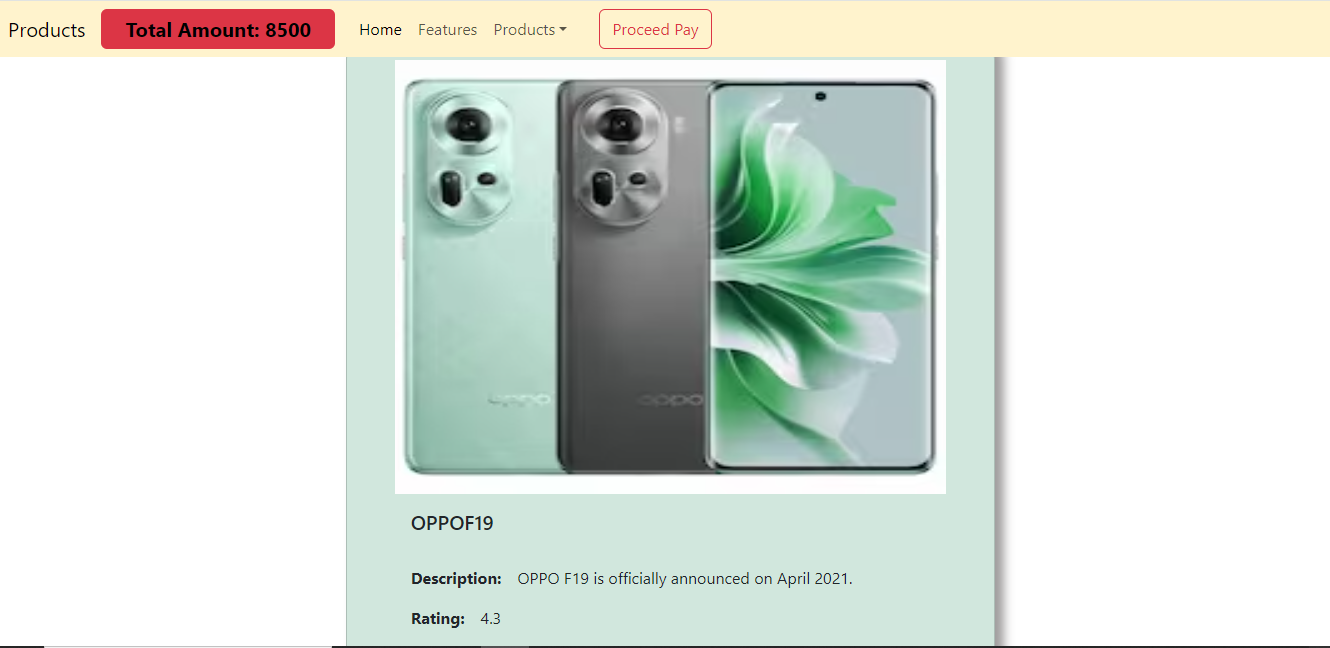 Products Total Amount: 8500 Home Features Products Proceed Pay
oppo oppo
OPPOF19
Description: OPPO F19 is officially announced on April 2021.
Rating: 4.3